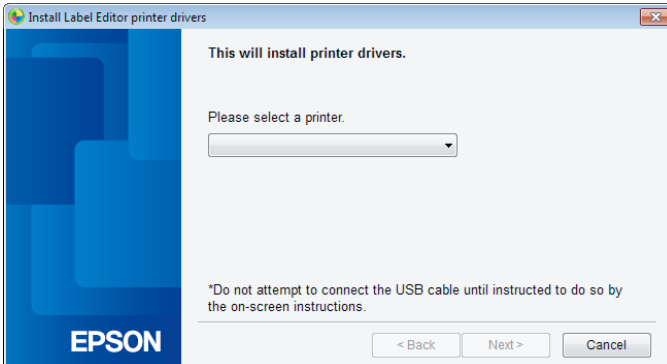 Install Label Editor printer drivers
This will install printer drivers.
Please select a printer.
*Do not attempt to connect the USB cable until instructed to do so by
the on-screen instructions.
EPSON
< Back
Next >
Cancel